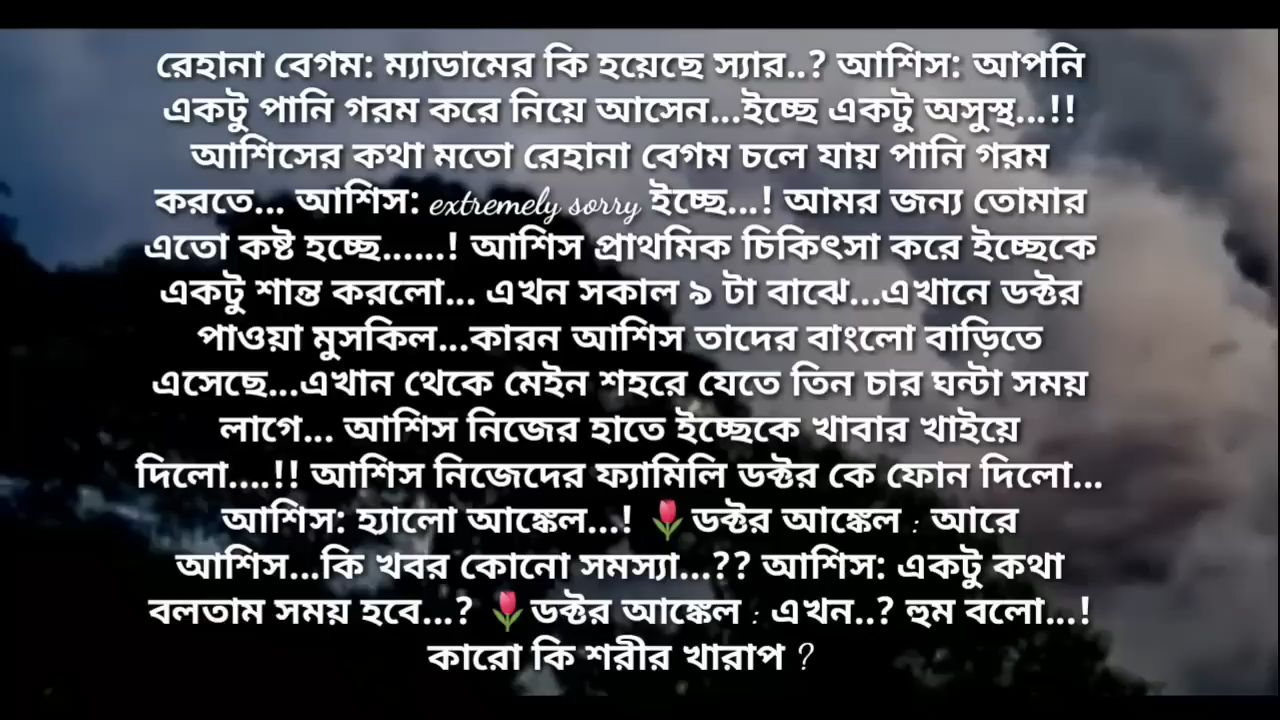 রেহানা বেগম: ম্যাডামের কি হয়েছে স্যার..? আশিস: আপনি
একটু পানি গরম করে নিয়ে আসেন...ইচ্ছে একটু অসুস্থ...!!
আশিসের কথা মতো রেহানা বেগম চলে যায় পানি গরম
করতে... আশিস: extremely sorry ইচ্ছে...! আমর জন্য তোমার
এতো কষ্ট হচ্ছে......! আশিস প্রাথমিক চিকিৎসা করে ইচ্ছেকে
একটু শান্ত করলো... এখন সকাল ৯ টা বাঝে...এখানে ডক্টর
পাওয়া মুসকিল...কারন আশিস তাদের বাংলো বাড়িতে
এসেছে...এখান থেকে মেইন শহরে যেতে তিন চার ঘন্টা সময়
লাগে... আশিস নিজের হাতে ইচ্ছেকে খাবার খাইয়ে
দিলো....!! আশিস নিজেদের ফ্যামিলি ডক্টর কে ফোন দিলো...
আশিস: হ্যালো আঙ্কেল...! 🌷ডক্টর আঙ্কেল : আরে
আশিস...কি খবর কোনো সমস্যা...?? আশিস: একটু কথা
বলতাম সময় হবে...? 🌷ডক্টর আঙ্কেল : এখন..? হুম বলো...!
কারো কি শরীর খারাপ ?